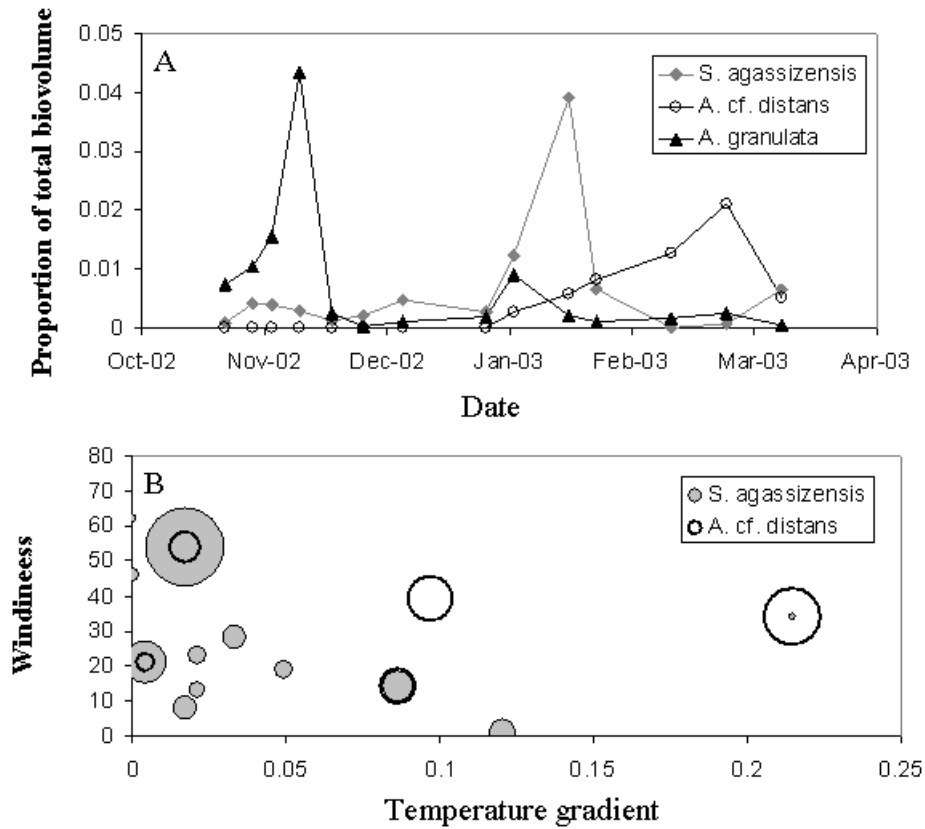 Proportion of total biovolume
0.05
0.04
0.03
0.02
0.01
0
A
S. agassizensis
A. cf. distans
A. granulata
Oct-02 Nov-02 Dec-02 Jan-03 Feb-03 Mar-03 Apr-03
Date
Windineess
80
70
60
50
40
30
20
10
0
B
S. agassizensis
A. cf. distans
0 0.05 0.1 0.15 0.2 0.25
Temperature gradient